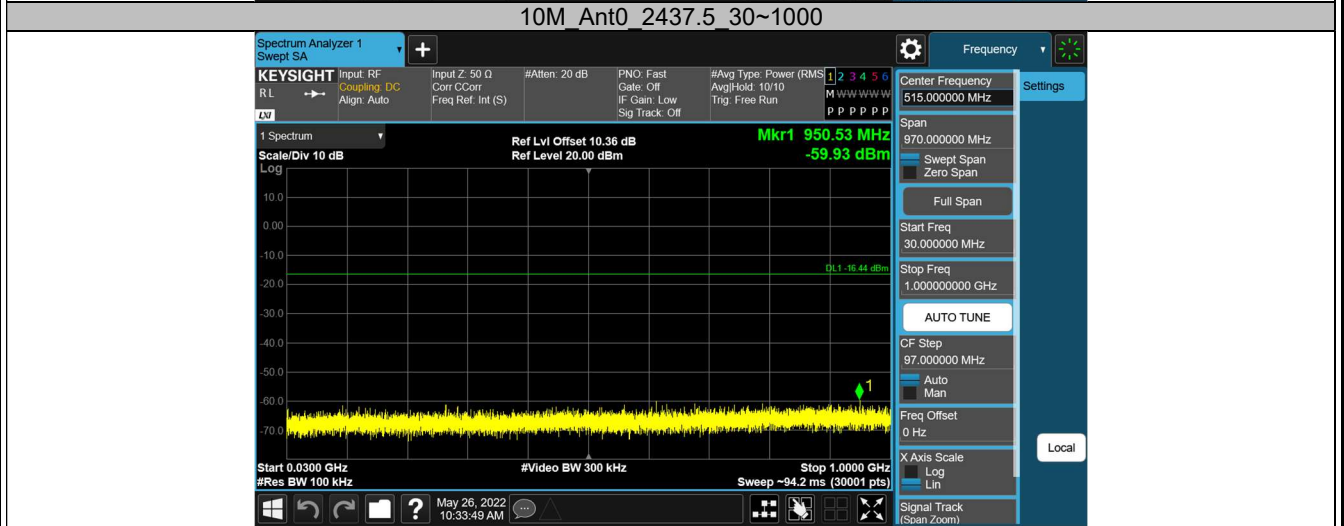 10M_Ant0_2437.5_30~1000
Spectrum Analyzer 1
Swept SA
+
Frequency
KEYSIGHT
RL
LXI
Input: RF
Coupling: DC
Align: Auto
Input Z: 50 Ω
Corr CCorr
Freq Ref: Int (S)
#Atten: 20 dB
PNO: Fast
Gate: Off
IF Gain: Low
Sig Track: Off
#Avg Type: Power (RMS
Avg|Hold: 10/10
Trig: Free Run
1 2 3 4 5 6
M W W W W W
P P P P P P
1 Spectrum
Scale/Div 10 dB
Ref Lvl Offset 10.36 dB
Ref Level 20.00 dBm
Mkr1 950.53 MHz
-59.93 dBm
Log
10.0
0.00
-10.0
-20.0
-30.0
-40.0
-50.0
-60.0
-70.0
DL1 -16.44 dBm
1
Start 0.0300 GHz
#Res BW 100 kHz
#Video BW 300 kHz
Stop 1.0000 GHz
Sweep ~94.2 ms (30001 pts)
Center Frequency
515.000000 MHz
Span
970.000000 MHz
Swept Span
Zero Span
Full Span
Start Freq
30.000000 MHz
Stop Freq
1.000000000 GHz
AUTO TUNE
CF Step
97.000000 MHz
Auto
Man
Freq Offset
0 Hz
X Axis Scale
Log
Lin
Signal Track
(Span Zoom)
Settings
Local
?
May 26, 2022
10:33:49 AM